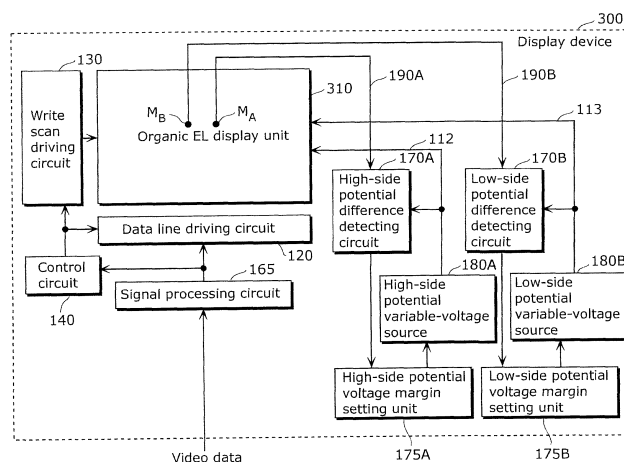 300
Display device
130
310
190A
190B
Write
scan
driving
circuit
MB
MA
Organic EL display unit
113
112
170A
170B
High-side
potential
difference
detecting
circuit
Low-side
potential
difference
detecting
circuit
Data line driving circuit
120
165
180A
180B
Control
circuit
140
Signal processing circuit
High-side
potential
variable-voltage
source
Low-side
potential
variable-voltage
source
High-side potential
voltage margin
setting unit
Low-side potential
voltage margin
setting unit
175A
175B
Video data